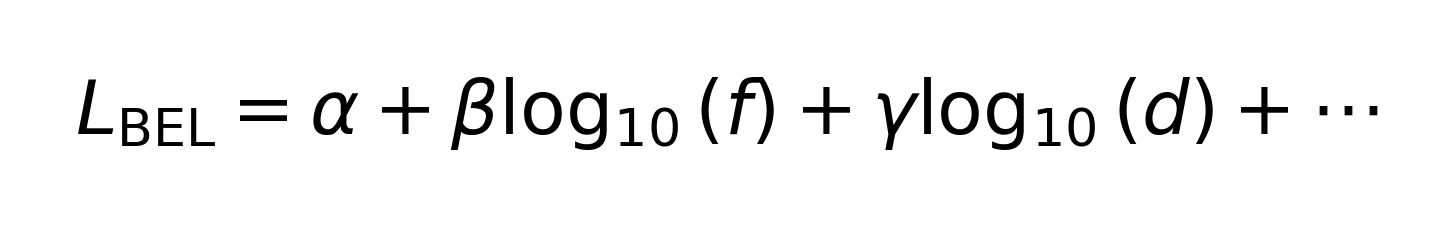 L_BEL = α + βlog₁₀ (f) + γlog₁₀ (d) + ⋯